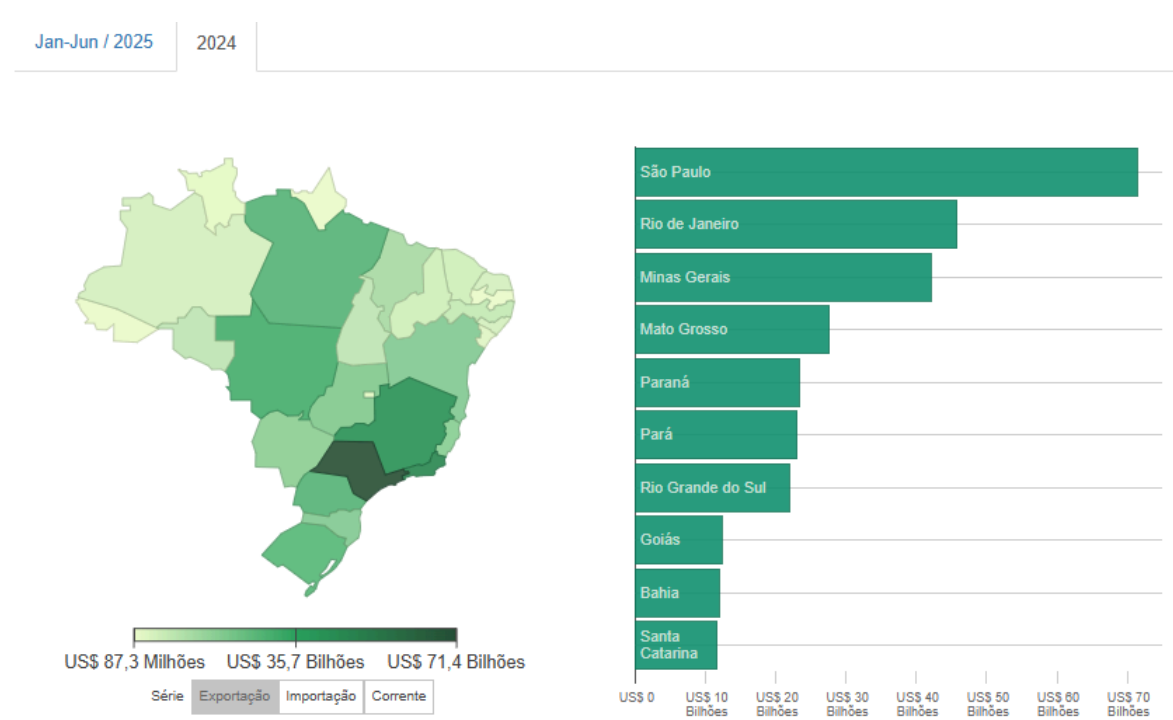 Jan-Jun / 2025
2024
São Paulo
Rio de Janeiro
Minas Gerais
Mato Grosso
Paraná
Pará
Rio Grande do Sul
Goiás
Bahia
Santa
Catarina
US$ 0
US$ 10
Bilhões
US$ 20
Bilhões
US$ 30
Bilhões
US$ 40
Bilhões
US$ 50
Bilhões
US$ 60
Bilhões
US$ 70
Bilhões
US$ 87,3 Milhões
US$ 35,7 Bilhões
US$ 71,4 Bilhões
Série
Exportação
Importação
Corrente